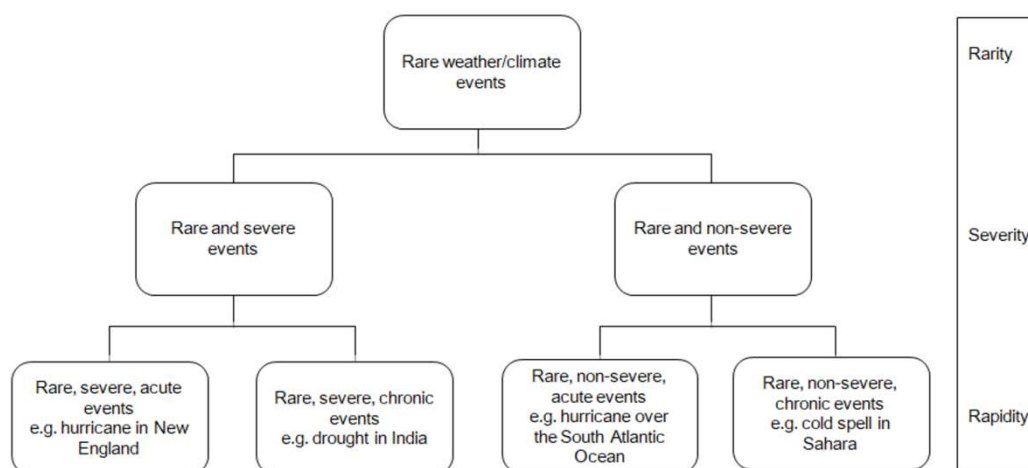 Rare weather/climate
events
Rarity
Rare and severe
events
Rare and non-severe
events
Severity
Rare, severe, acute
events
e.g. hurricane in New
England
Rare, severe, chronic
events
e.g. drought in India
Rare, non-severe,
acute events
e.g. hurricane over
the South Atlantic
Ocean
Rare, non-severe,
chronic events
e.g. cold spell in
Sahara
Rapidity